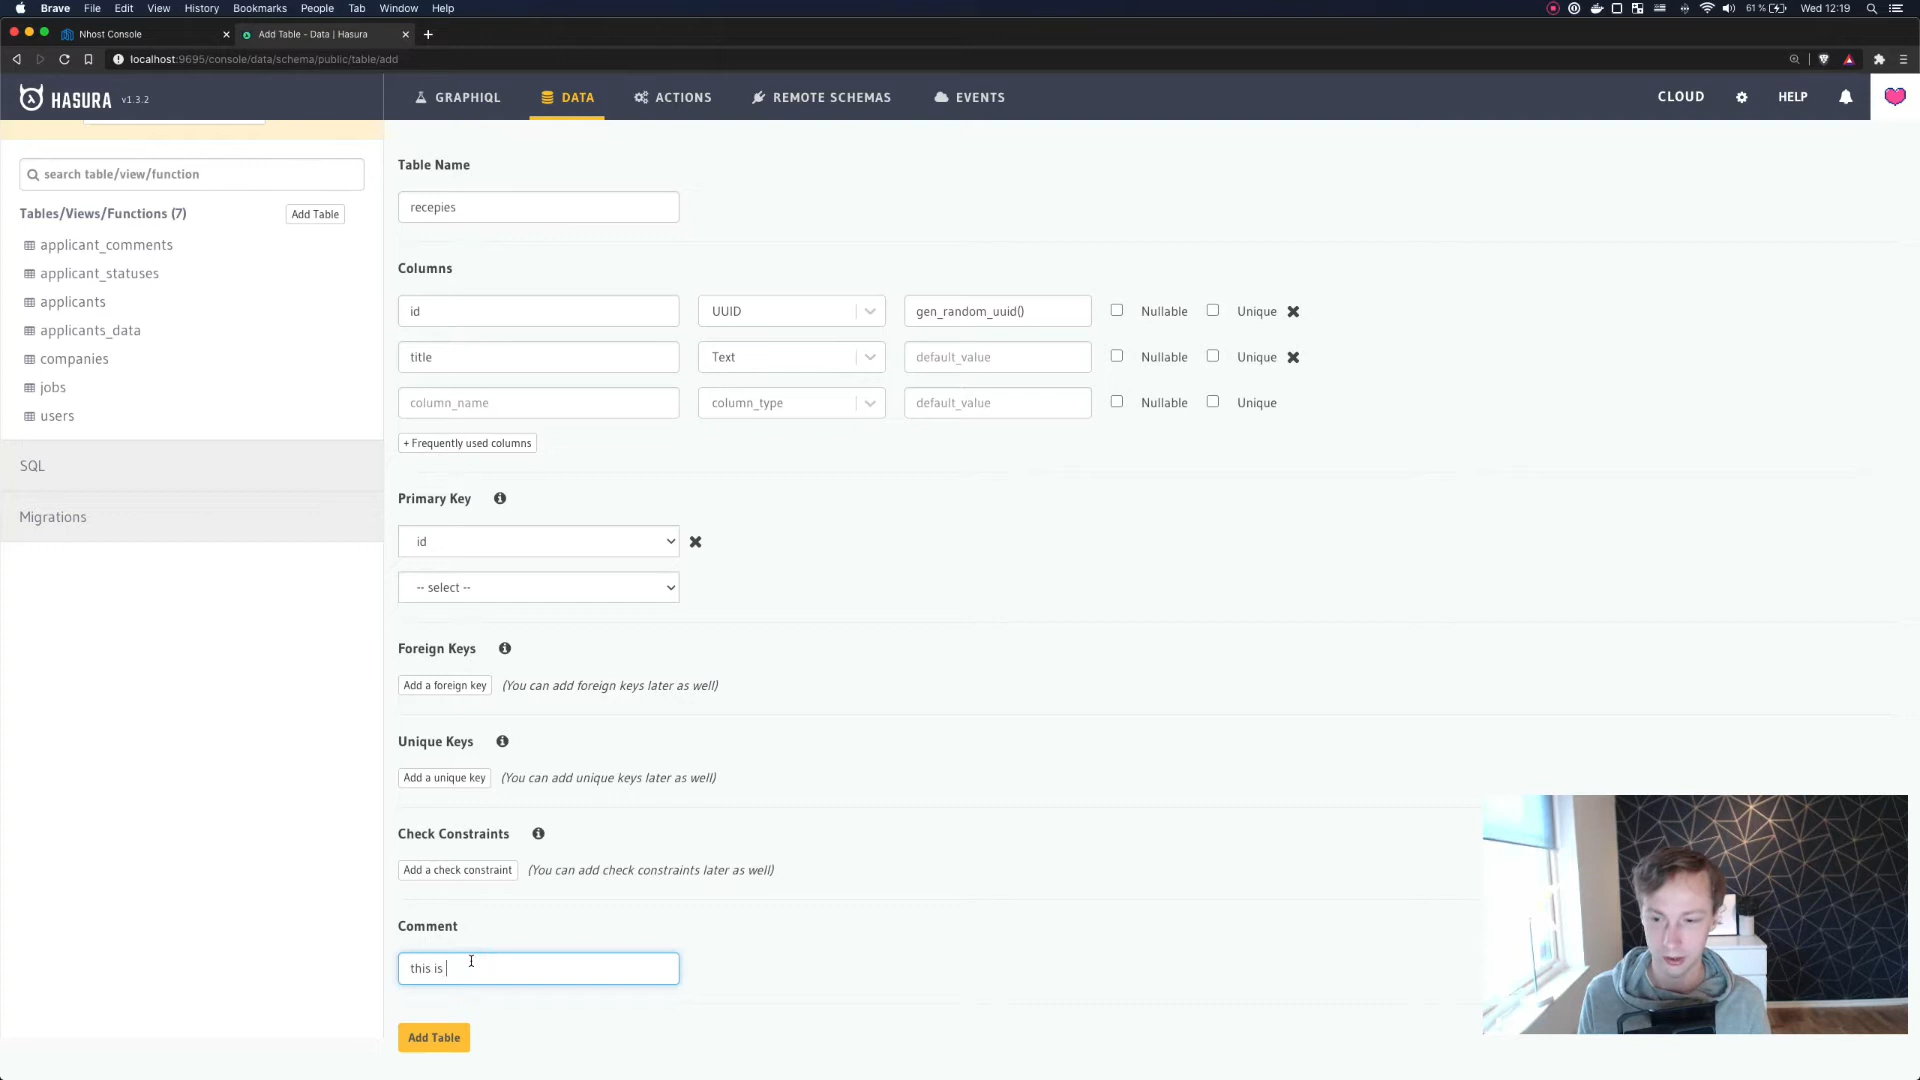 Brave File Edit View History Bookmarks People Tab Window Help 61 % Wed 12:19
Nhost Console Add Table - Data | Hasura
localhost:9695/console/data/schema/public/table/add
HASURA v1.3.2 GRAPHIQL DATA ACTIONS REMOTE SCHEMAS EVENTS CLOUD HELP
search table/view/function
Tables/Views/Functions (7) Add Table
applicant_comments
applicant_statuses
applicants
applicants_data
companies
jobs
users
SQL
Migrations
Table Name
recepies
Columns
id UUID gen_random_uuid() Nullable Unique
title Text default_value Nullable Unique
column_name column_type default_value Nullable Unique
+ Frequently used columns
Primary Key
id
-- select --
Foreign Keys
Add a foreign key (You can add foreign keys later as well)
Unique Keys
Add a unique key (You can add unique keys later as well)
Check Constraints
Add a check constraint (You can add check constraints later as well)
Comment
this is
Add Table